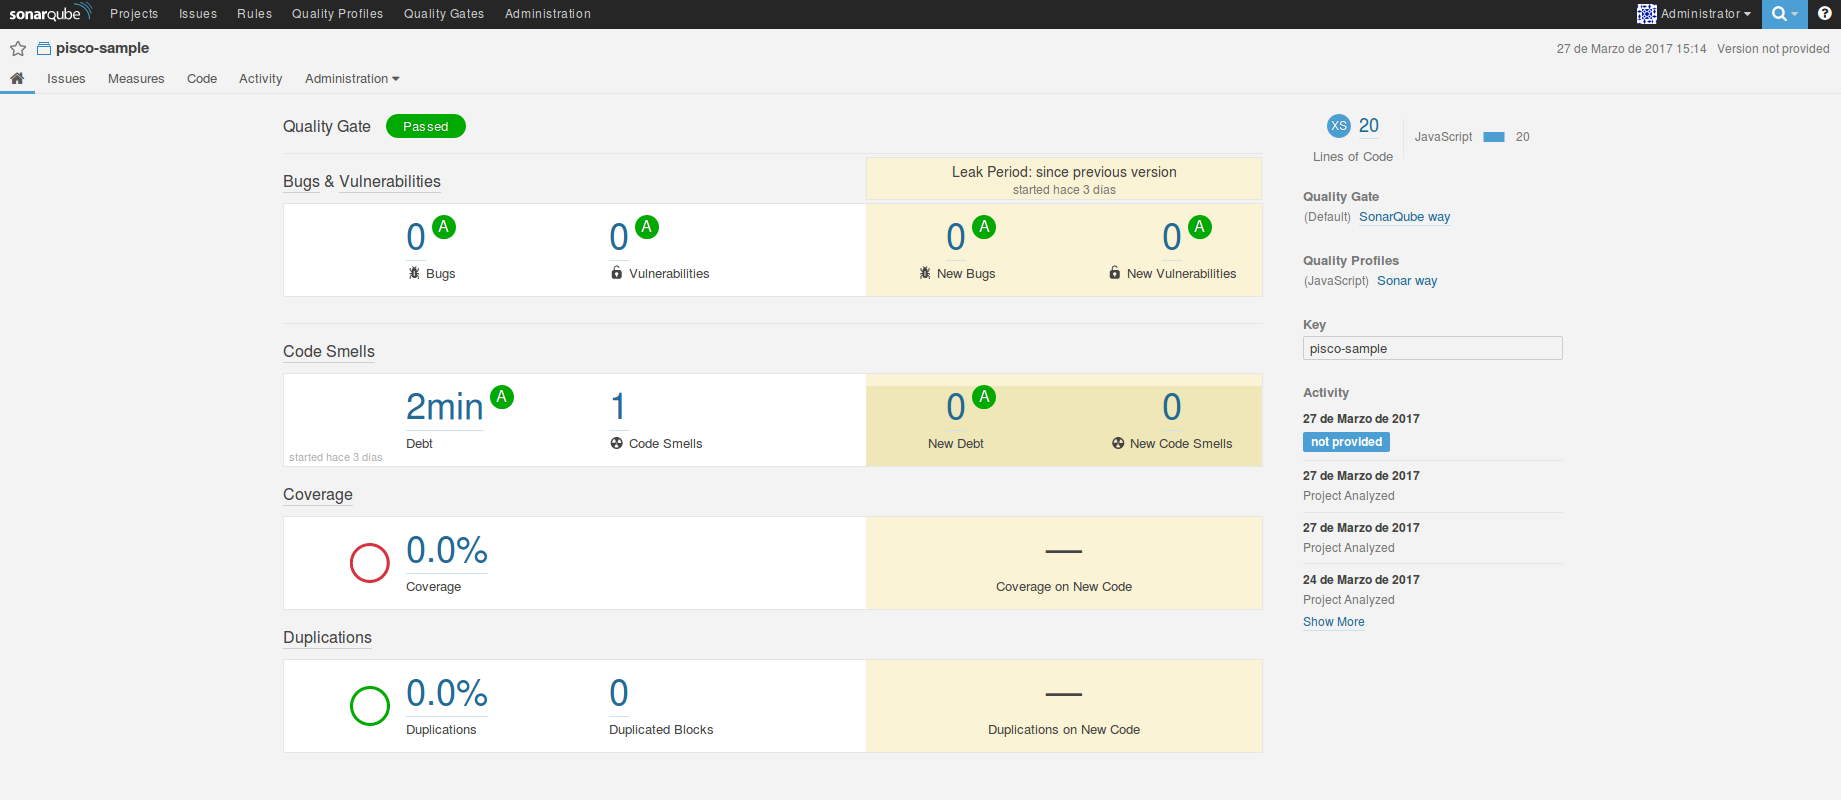 sonarqube Projects Issues Rules Quality Profiles Quality Gates Administration Administrator
pisco-sample 27 de Marzo de 2017 15:14 Version not provided
Issues Measures Code Activity Administration
Quality Gate Passed
Bugs & Vulnerabilities
Leak Period: since previous version
started hace 3 días
0 A 0 A 0 A 0 A
Bugs Vulnerabilities New Bugs New Vulnerabilities
Code Smells
2min A 1 0 A 0
Debt Code Smells New Debt New Code Smells
started hace 3 días
Coverage
0.0% —
Coverage Coverage on New Code
Duplications
0.0% 0 —
Duplications Duplicated Blocks Duplications on New Code
XS 20 JavaScript 20
Lines of Code
Quality Gate
(Default) SonarQube way
Quality Profiles
(JavaScript) Sonar way
Key
pisco-sample
Activity
27 de Marzo de 2017
not provided
27 de Marzo de 2017
Project Analyzed
27 de Marzo de 2017
Project Analyzed
24 de Marzo de 2017
Project Analyzed
Show More